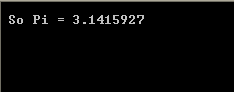 So Pi = 3.1415927